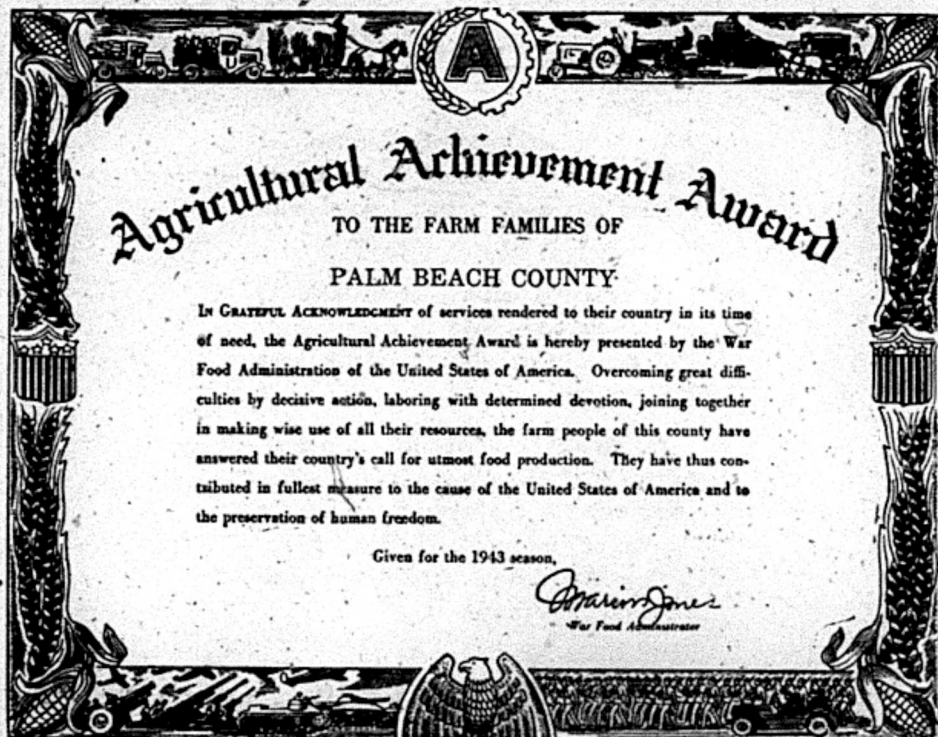 A
Agricultural Achievement Award
TO THE FARM FAMILIES OF
PALM BEACH COUNTY
IN GRATEFUL ACKNOWLEDGMENT of services rendered to their country in its time
of need, the Agricultural Achievement Award is hereby presented by the War
Food Administration of the United States of America. Overcoming great diffi-
culties by decisive action, laboring with determined devotion, joining together
in making wise use of all their resources, the farm people of this county have
answered their country's call for utmost food production. They have thus con-
tributed in fullest measure to the cause of the United States of America and to
the preservation of human freedom.
Given for the 1943 season,
Marvin Jones
War Food Administrator